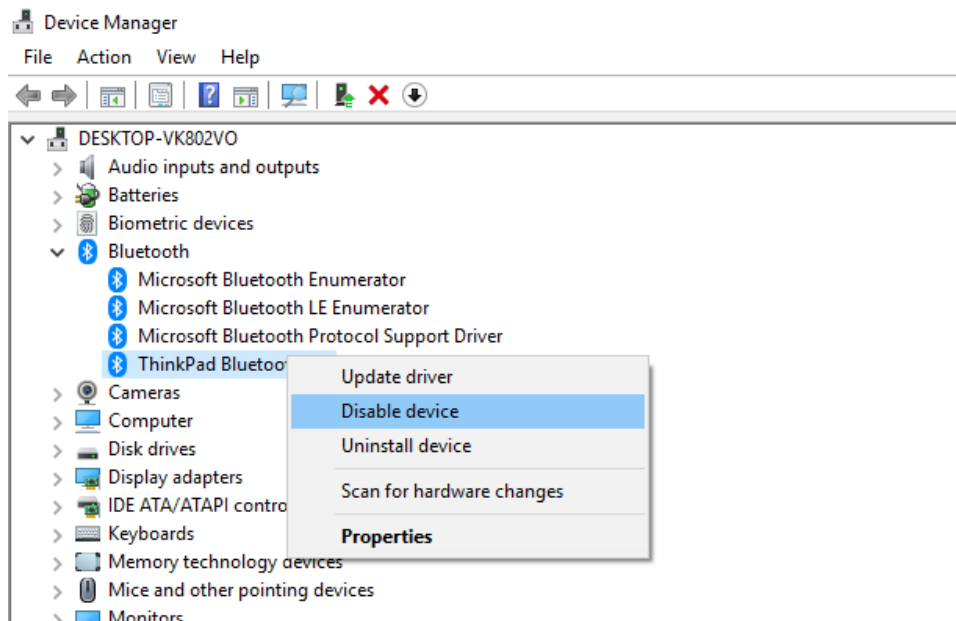 Device Manager
File Action View Help
DESKTOP-VK802VO
Audio inputs and outputs
Batteries
Biometric devices
Bluetooth
Microsoft Bluetooth Enumerator
Microsoft Bluetooth LE Enumerator
Microsoft Bluetooth Protocol Support Driver
ThinkPad Bluetoo
Cameras
Computer
Disk drives
Display adapters
IDE ATA/ATAPI contro
Keyboards
Memory technology devices
Mice and other pointing devices
Monitors
Update driver
Disable device
Uninstall device
Scan for hardware changes
Properties